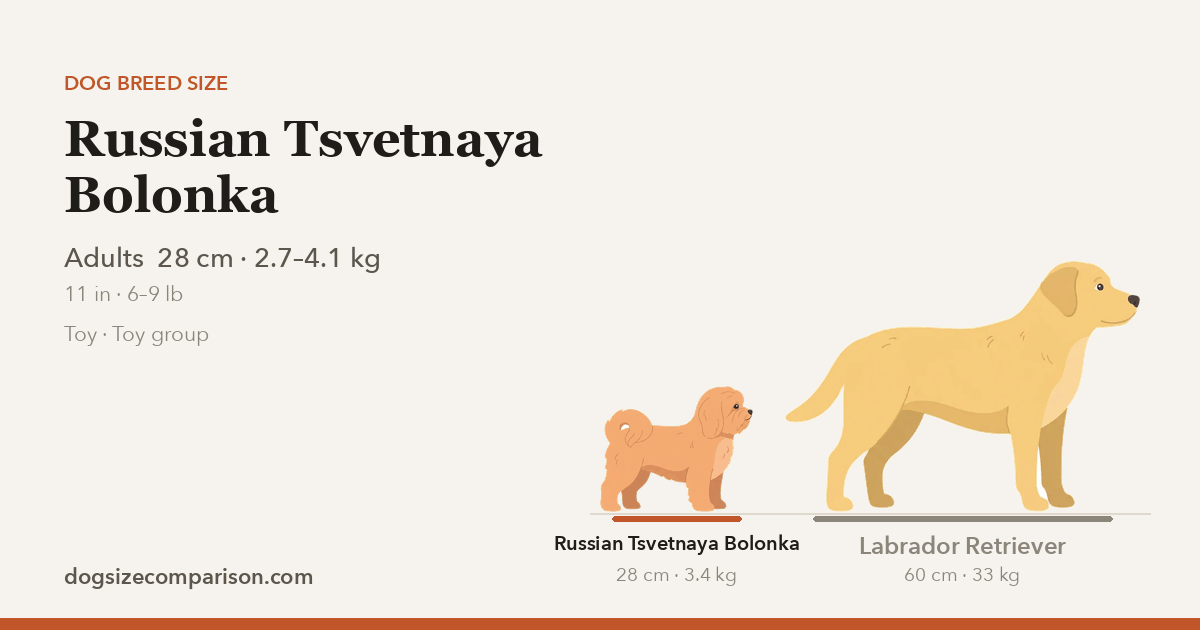 DOG BREED SIZE
Russian Tsvetnaya
Bolonka
Adults 28 cm · 2.7–4.1 kg
11 in · 6–9 lb
Toy · Toy group
Russian Tsvetnaya Bolonka
28 cm · 3.4 kg
Labrador Retriever
60 cm · 33 kg
dogsizecomparison.com